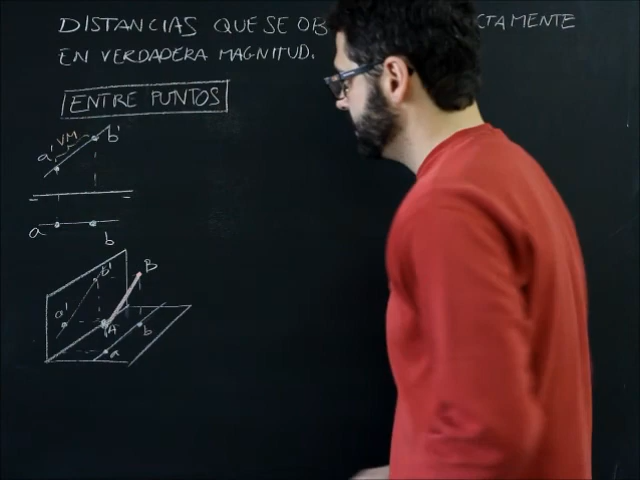 DISTANCIAS QUE SE OB CTAMENTE
EN VERDADERA MAGNITUD.
ENTRE PUNTOS
a' VM b'
a b
b' B
a' A b
a